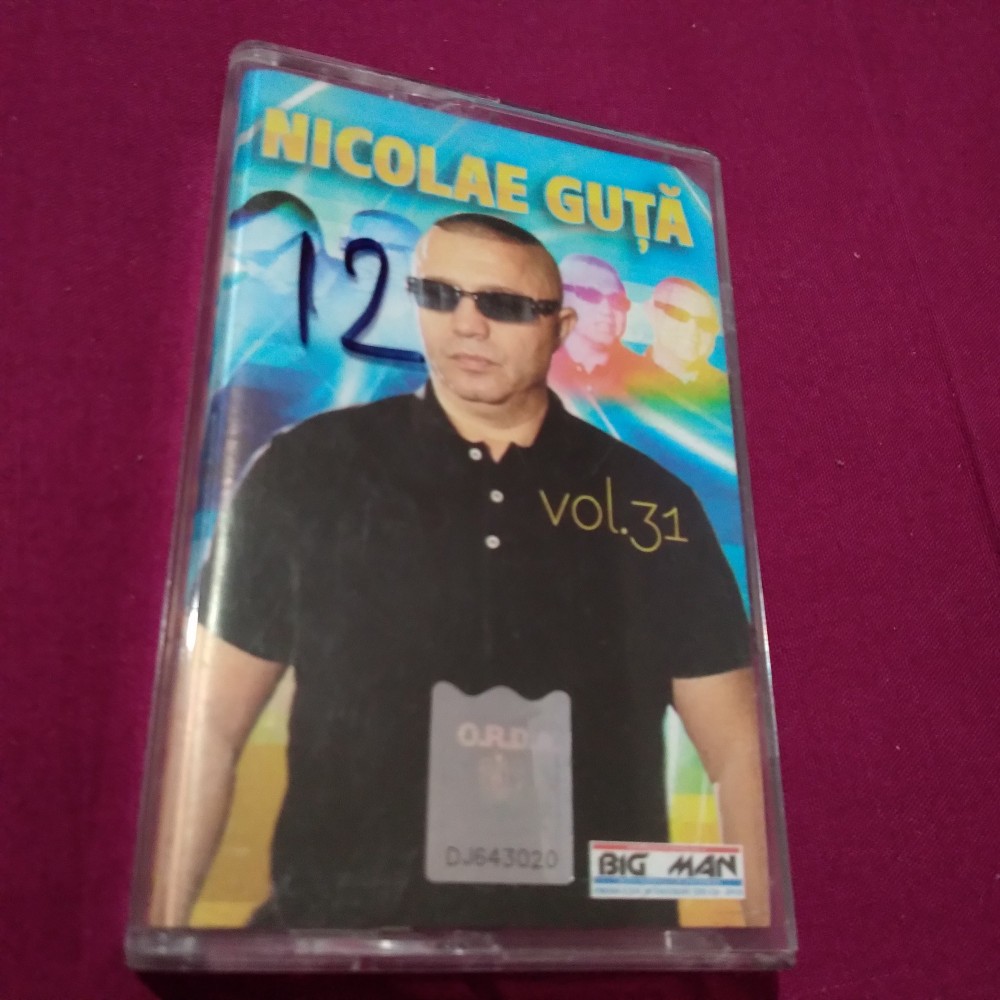 NICOLAE GUȚĂ
12
vol.31
O.R.D.
DJ643020
BIG MAN